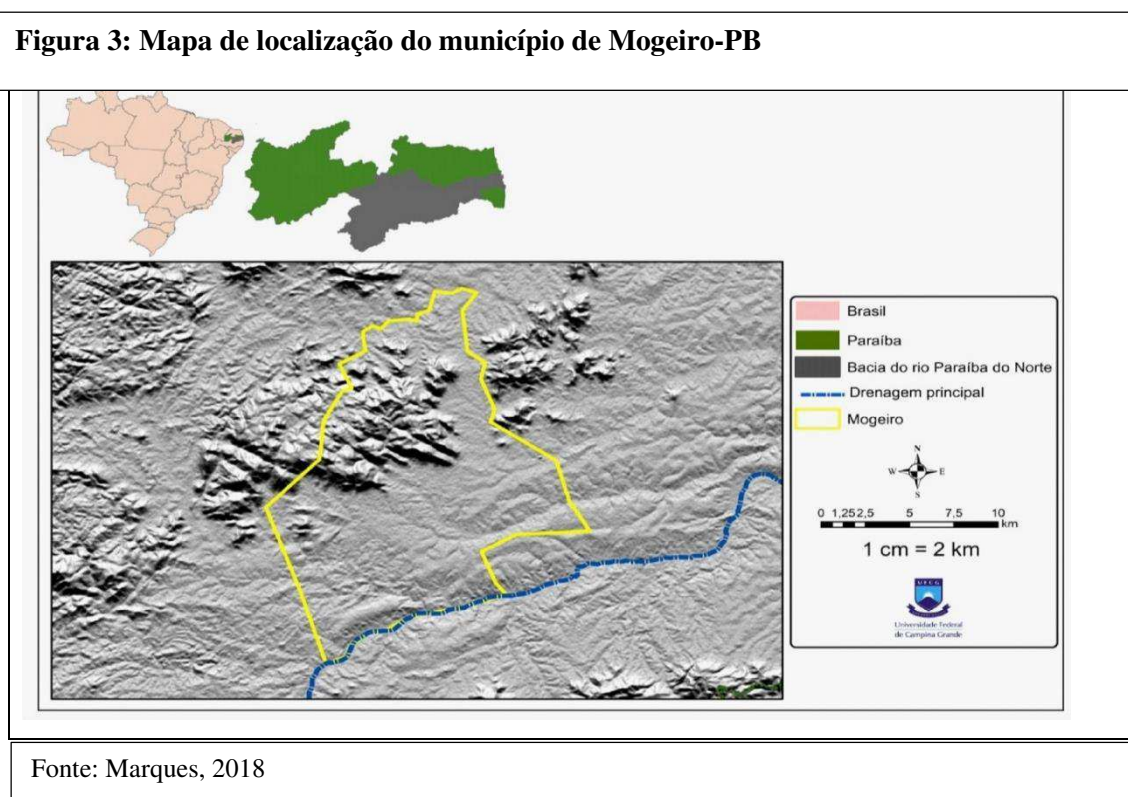 Figura 3: Mapa de localização do município de Mogeiro-PB
Brasil
Paraíba
Bacia do rio Paraíba do Norte
Drenagem principal
Mogeiro
N
W E
S
0 1,252,5 5 7,5 10
km
1 cm = 2 km
UFCG
Universidade Federal
de Campina Grande
Fonte: Marques, 2018